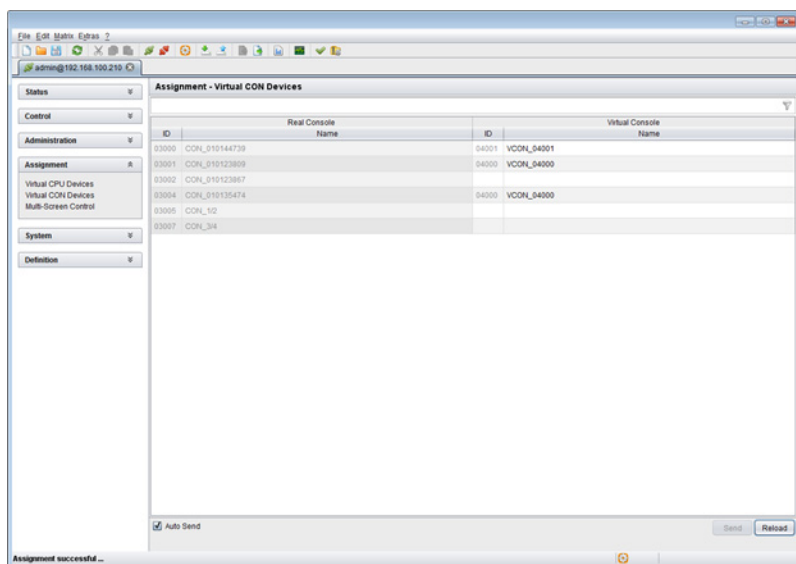 File Edit Matrix Extras ?
admin@192.168.100.210
Status
Control
Administration
Assignment
Virtual CPU Devices
Virtual CON Devices
Multi-Screen Control
System
Definition
Assignment - Virtual CON Devices
Real Console Virtual Console
ID Name ID Name
03000 CON_010144739 04001 VCON_04001
03001 CON_010123809 04000 VCON_04000
03002 CON_010123867
03004 CON_010135474 04000 VCON_04000
03005 CON_1/2
03007 CON_3/4
Auto Send
Send Reload
Assignment successful ...